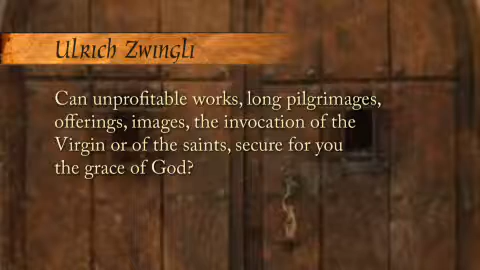 Ulrich Zwingli
Can unprofitable works, long pilgrimages,
offerings, images, the invocation of the
Virgin or of the saints, secure for you
the grace of God?